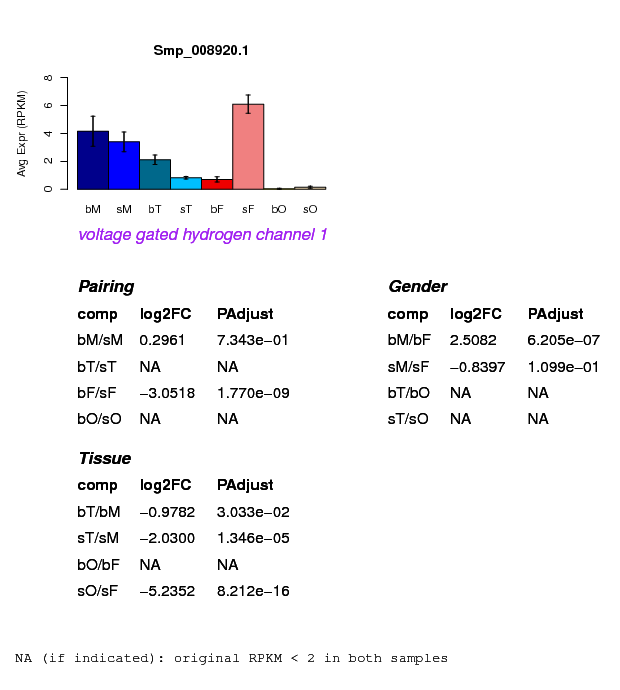 Smp_008920.1
Avg Expr (RPKM)
8
6
4
2
0
bM sM bT sT bF sF bO sO
voltage gated hydrogen channel 1
Pairing
comp log2FC PAdjust
bM/sM 0.2961 7.343e−01
bT/sT NA NA
bF/sF −3.0518 1.770e−09
bO/sO NA NA
Gender
comp log2FC PAdjust
bM/bF 2.5082 6.205e−07
sM/sF −0.8397 1.099e−01
bT/bO NA NA
sT/sO NA NA
Tissue
comp log2FC PAdjust
bT/bM −0.9782 3.033e−02
sT/sM −2.0300 1.346e−05
bO/bF NA NA
sO/sF −5.2352 8.212e−16
NA (if indicated): original RPKM < 2 in both samples